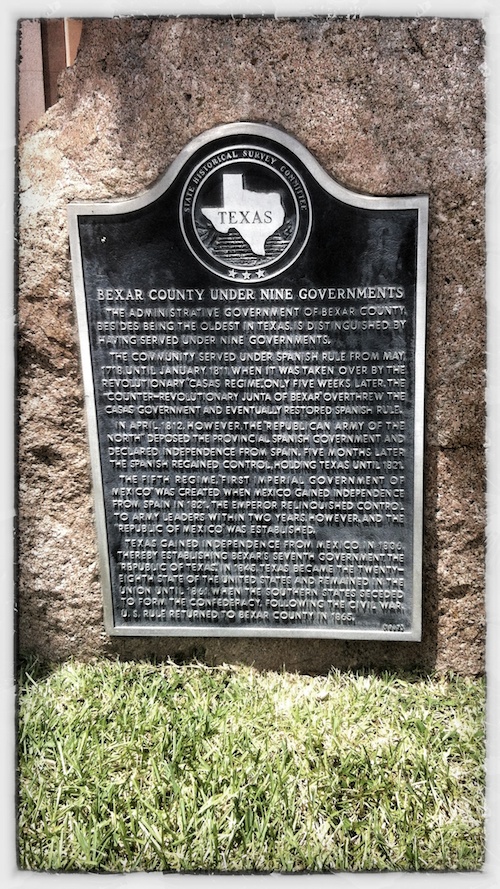 STATE HISTORICAL SURVEY COMMITTEE
TEXAS
BEXAR COUNTY UNDER NINE GOVERNMENTS
THE ADMINISTRATIVE GOVERNMENT OF BEXAR COUNTY,
BESIDES BEING THE OLDEST IN TEXAS, IS DISTINGUISHED BY
HAVING SERVED UNDER NINE GOVERNMENTS.
THE COMMUNITY SERVED UNDER SPANISH RULE FROM MAY,
1718, UNTIL JANUARY, 1811, WHEN IT WAS TAKEN OVER BY THE
REVOLUTIONARY "CASAS REGIME. ONLY FIVE WEEKS LATER, THE
COUNTER-REVOLUTIONARY JUNTA OF BEXAR" OVERTHREW THE
CASAS GOVERNMENT AND EVENTUALLY RESTORED SPANISH RULE.
IN APRIL, 1812, HOWEVER, THE "REPUBLICAN ARMY OF THE
NORTH" DEPOSED THE PROVINCIAL SPANISH GOVERNMENT AND
DECLARED INDEPENDENCE FROM SPAIN. FIVE MONTHS LATER
THE SPANISH REGAINED CONTROL, HOLDING TEXAS UNTIL 1821.
THE FIFTH REGIME, "FIRST IMPERIAL GOVERNMENT OF
MEXICO" WAS CREATED WHEN MEXICO GAINED INDEPENDENCE
FROM SPAIN IN 1821. THE EMPEROR RELINQUISHED CONTROL
TO ARMY LEADERS WITHIN TWO YEARS, HOWEVER, AND THE
"REPUBLIC OF MEXICO" WAS ESTABLISHED.
TEXAS GAINED INDEPENDENCE FROM MEXICO IN 1836,
THEREBY ESTABLISHING BEXAR'S SEVENTH GOVERNMENT, THE
REPUBLIC OF TEXAS. IN 1845, TEXAS BECAME THE TWENTY-
EIGHTH STATE OF THE UNITED STATES AND REMAINED IN THE
UNION UNTIL 1861, WHEN THE SOUTHERN STATES SECEDED
TO FORM THE CONFEDERACY. FOLLOWING THE CIVIL WAR,
U. S. RULE RETURNED TO BEXAR COUNTY IN 1865.